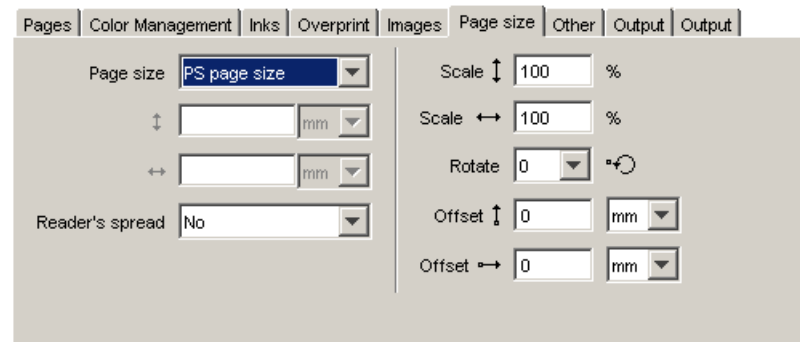 Pages Color Management Inks Overprint Images Page size Other Output Output
Page size PS page size
mm
mm
Reader's spread No
Scale 100 %
Scale 100 %
Rotate 0
Offset 0 mm
Offset 0 mm